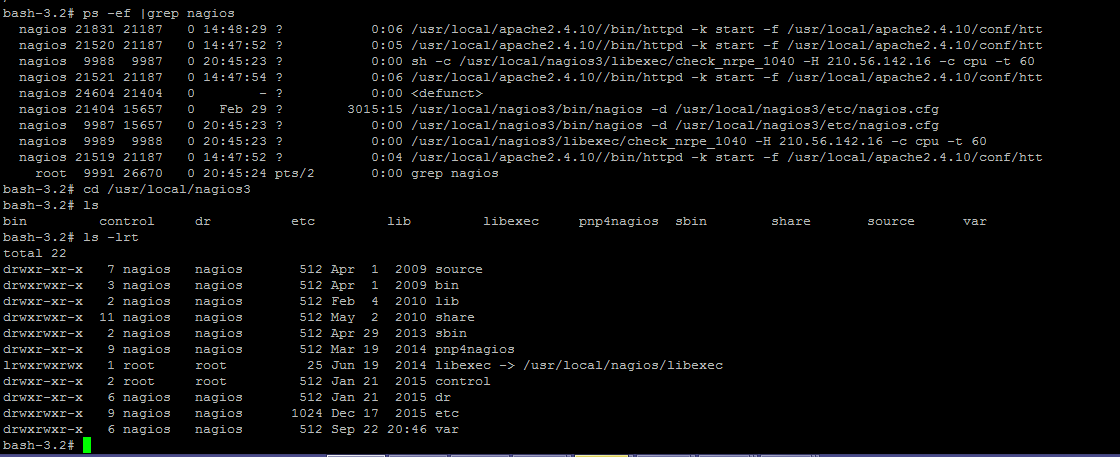 bash-3.2# ps -ef |grep nagios
  nagios 21831 21187   0 14:48:29 ?           0:06 /usr/local/apache2.4.10//bin/httpd -k start -f /usr/local/apache2.4.10/conf/htt
  nagios 21520 21187   0 14:47:52 ?           0:05 /usr/local/apache2.4.10//bin/httpd -k start -f /usr/local/apache2.4.10/conf/htt
  nagios  9988  9987   0 20:45:23 ?           0:00 sh -c /usr/local/nagios3/libexec/check_nrpe_1040 -H 210.56.142.16 -c cpu -t 60
  nagios 21521 21187   0 14:47:54 ?           0:06 /usr/local/apache2.4.10//bin/httpd -k start -f /usr/local/apache2.4.10/conf/htt
  nagios 24604 21404   0        - ?           0:00 <defunct>
  nagios 21404 15657   0   Feb 29 ?        3015:15 /usr/local/nagios3/bin/nagios -d /usr/local/nagios3/etc/nagios.cfg
  nagios  9987 15657   0 20:45:23 ?           0:00 /usr/local/nagios3/bin/nagios -d /usr/local/nagios3/etc/nagios.cfg
  nagios  9989  9988   0 20:45:23 ?           0:00 /usr/local/nagios3/libexec/check_nrpe_1040 -H 210.56.142.16 -c cpu -t 60
  nagios 21519 21187   0 14:47:52 ?           0:04 /usr/local/apache2.4.10//bin/httpd -k start -f /usr/local/apache2.4.10/conf/htt
    root  9991 26670   0 20:45:24 pts/2       0:00 grep nagios
bash-3.2# cd /usr/local/nagios3
bash-3.2# ls
bin         control     dr          etc         lib         libexec     pnp4nagios  sbin        share       source      var
bash-3.2# ls -lrt
total 22
drwxr-xr-x   7 nagios   nagios       512 Apr  1  2009 source
drwxrwxr-x   3 nagios   nagios       512 Apr  1  2009 bin
drwxrwxr-x   2 nagios   nagios       512 Feb  4  2010 lib
drwxrwxr-x  11 nagios   nagios       512 May  2  2010 share
drwxrwxr-x   2 nagios   nagios       512 Apr 29  2013 sbin
drwxr-xr-x   9 nagios   nagios       512 Mar 19  2014 pnp4nagios
lrwxrwxrwx   1 root     root          25 Jun 19  2014 libexec -> /usr/local/nagios/libexec
drwxr-xr-x   2 root     root         512 Jan 21  2015 control
drwxr-xr-x   6 nagios   nagios       512 Jan 21  2015 dr
drwxrwxr-x   9 nagios   nagios      1024 Dec 17  2015 etc
drwxrwxr-x   6 nagios   nagios       512 Sep 22 20:46 var
bash-3.2#